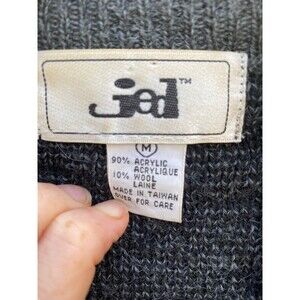 jed™
M
90% ACRYLIC
ACRYLIQUE
10% WOOL
LAINE
MADE IN TAIWAN
OVER FOR CARE